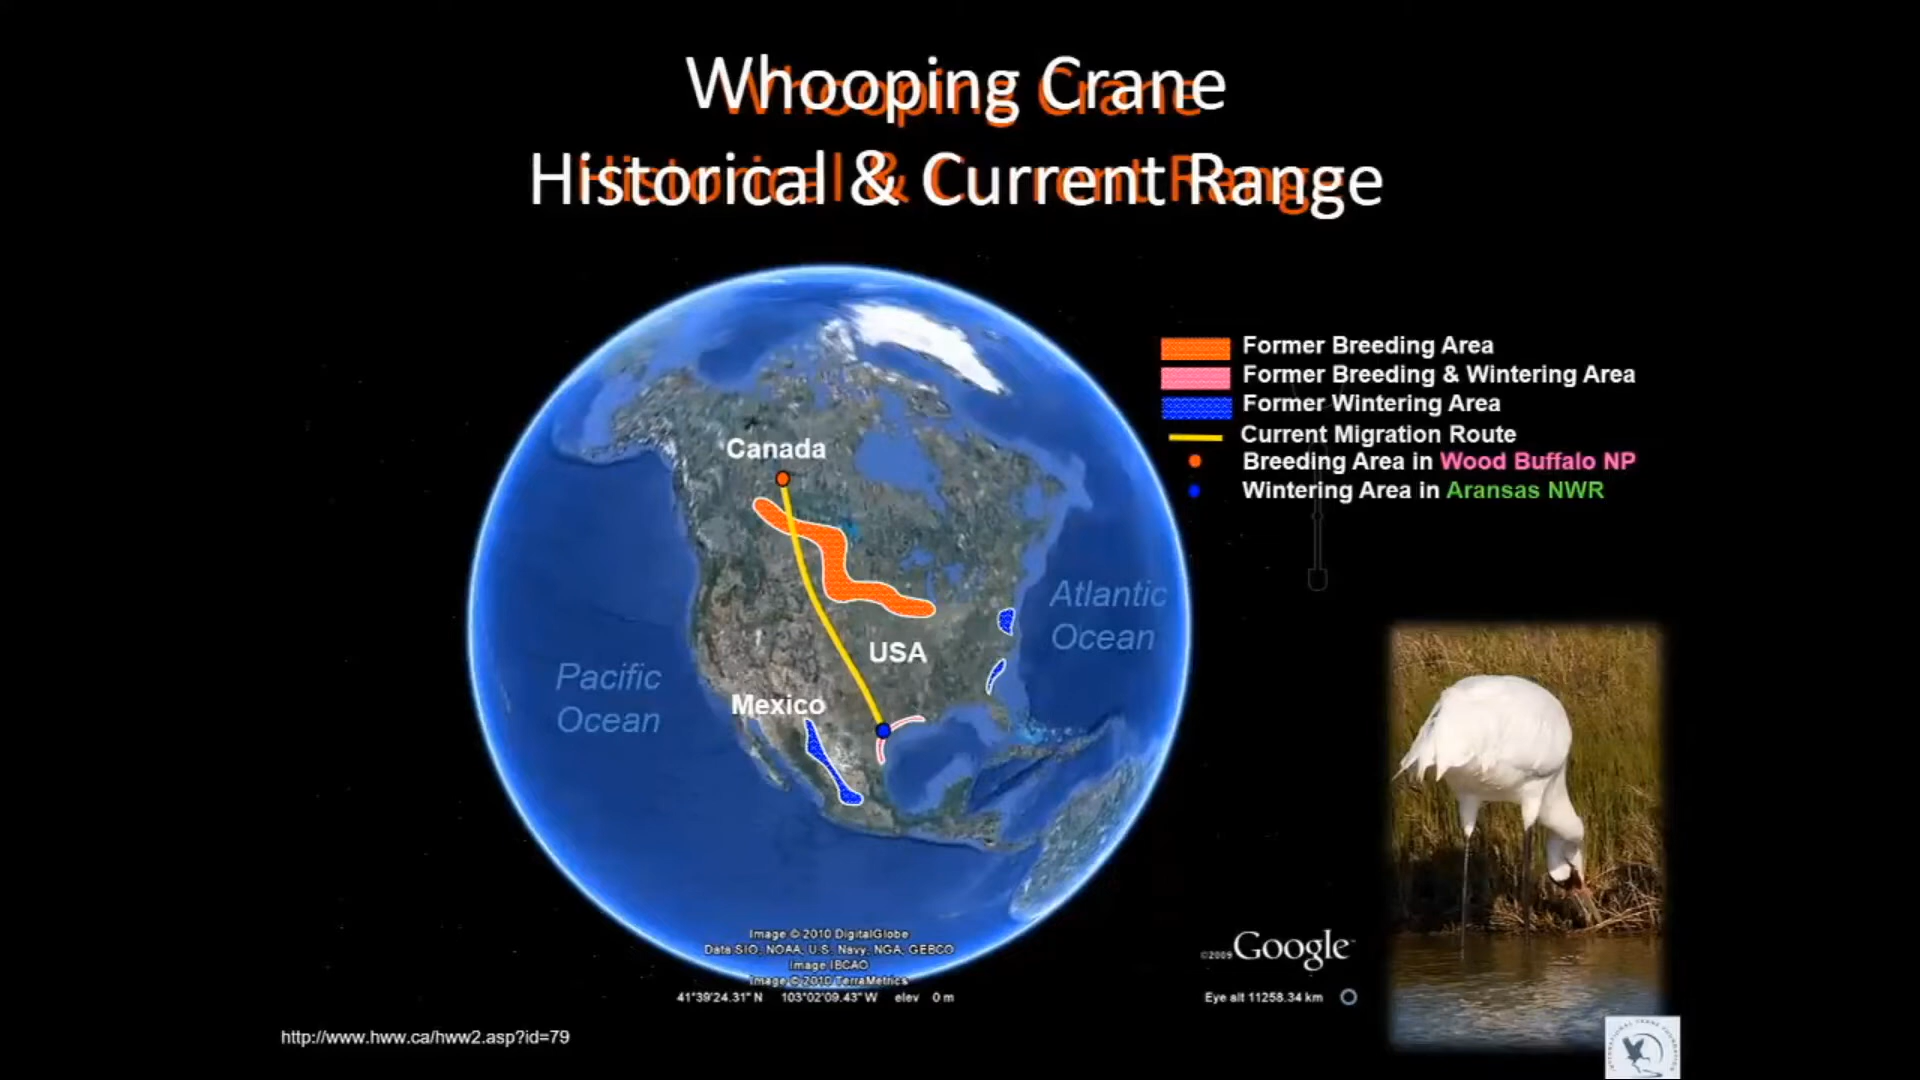 Whooping Crane
Historical & Current Range
Former Breeding Area
Former Breeding & Wintering Area
Former Wintering Area
Current Migration Route
Breeding Area in Wood Buffalo NP
Wintering Area in Aransas NWR
Canada
USA
Mexico
Atlantic
Ocean
Pacific
Ocean
Image © 2010 DigitalGlobe
Data SIO, NOAA, U.S. Navy, NGA, GEBCO
Image IBCAO
Image © 2010 TerraMetrics
41°39'24.31" N 103°02'09.43" W elev 0 m
©2009 Google
Eye alt 11258.34 km
http://www.hww.ca/hww2.asp?id=79